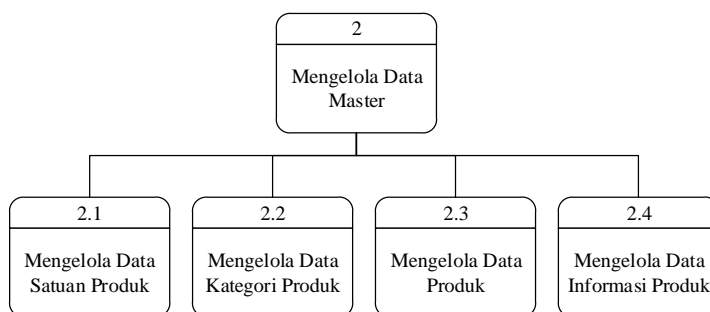 2
Mengelola Data
Master
2.1
Mengelola Data
Satuan Produk
2.2
Mengelola Data
Kategori Produk
2.3
Mengelola Data
Produk
2.4
Mengelola Data
Informasi Produk